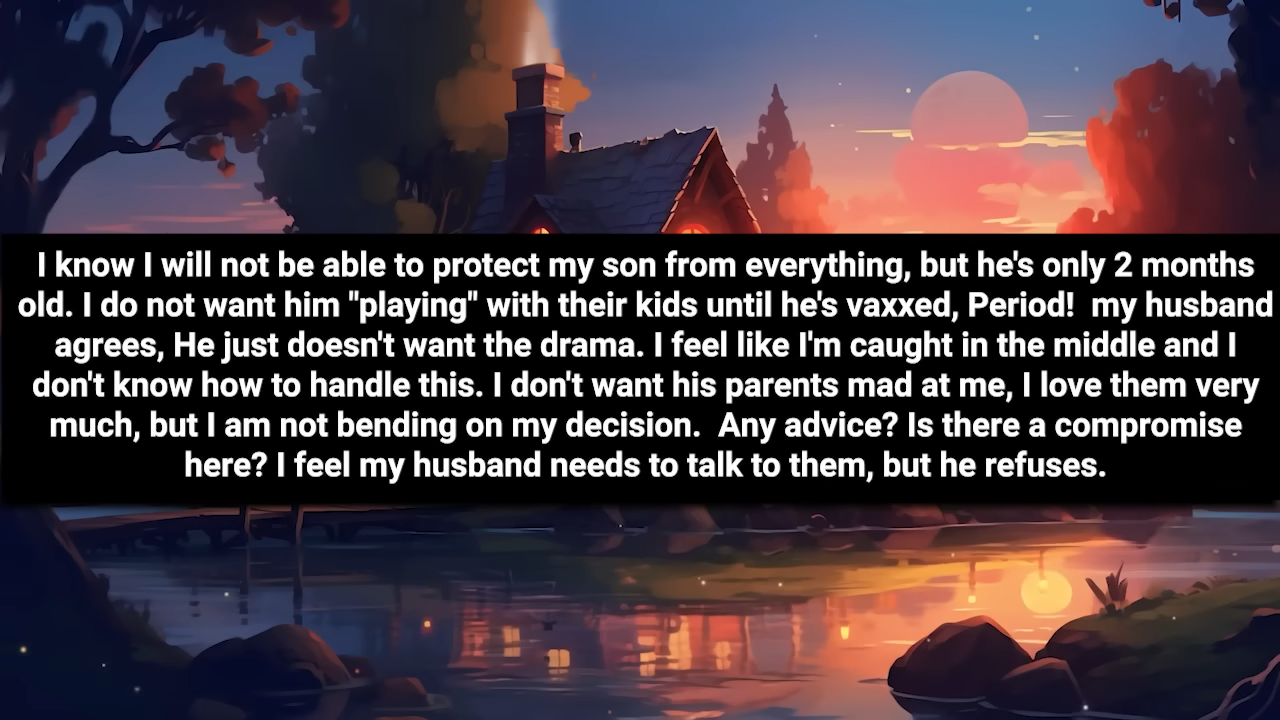 I know I will not be able to protect my son from everything, but he's only 2 months
old. I do not want him "playing" with their kids until he's vaxxed, Period!  my husband
agrees, He just doesn't want the drama. I feel like I'm caught in the middle and I
don't know how to handle this. I don't want his parents mad at me, I love them very
much, but I am not bending on my decision.  Any advice? Is there a compromise
here? I feel my husband needs to talk to them, but he refuses.